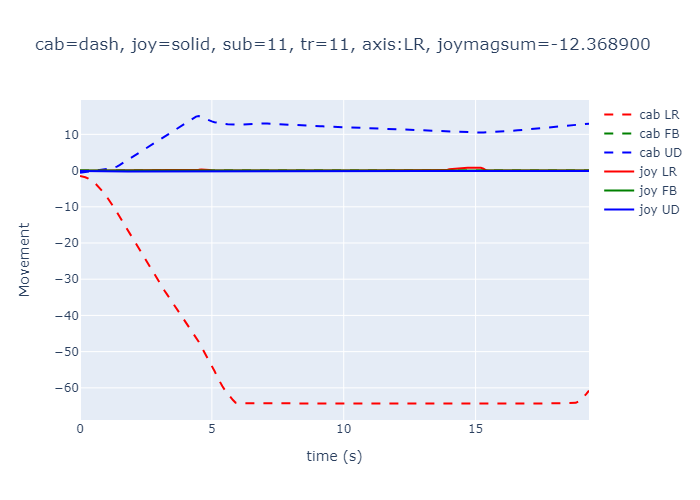 cab=dash, joy=solid, sub=11, tr=11, axis:LR, joymagsum=-12.368900
cab LR
cab FB
cab UD
joy LR
joy FB
joy UD
10
0
−10
−20
−30
−40
−50
−60
Movement
0 5 10 15
time (s)